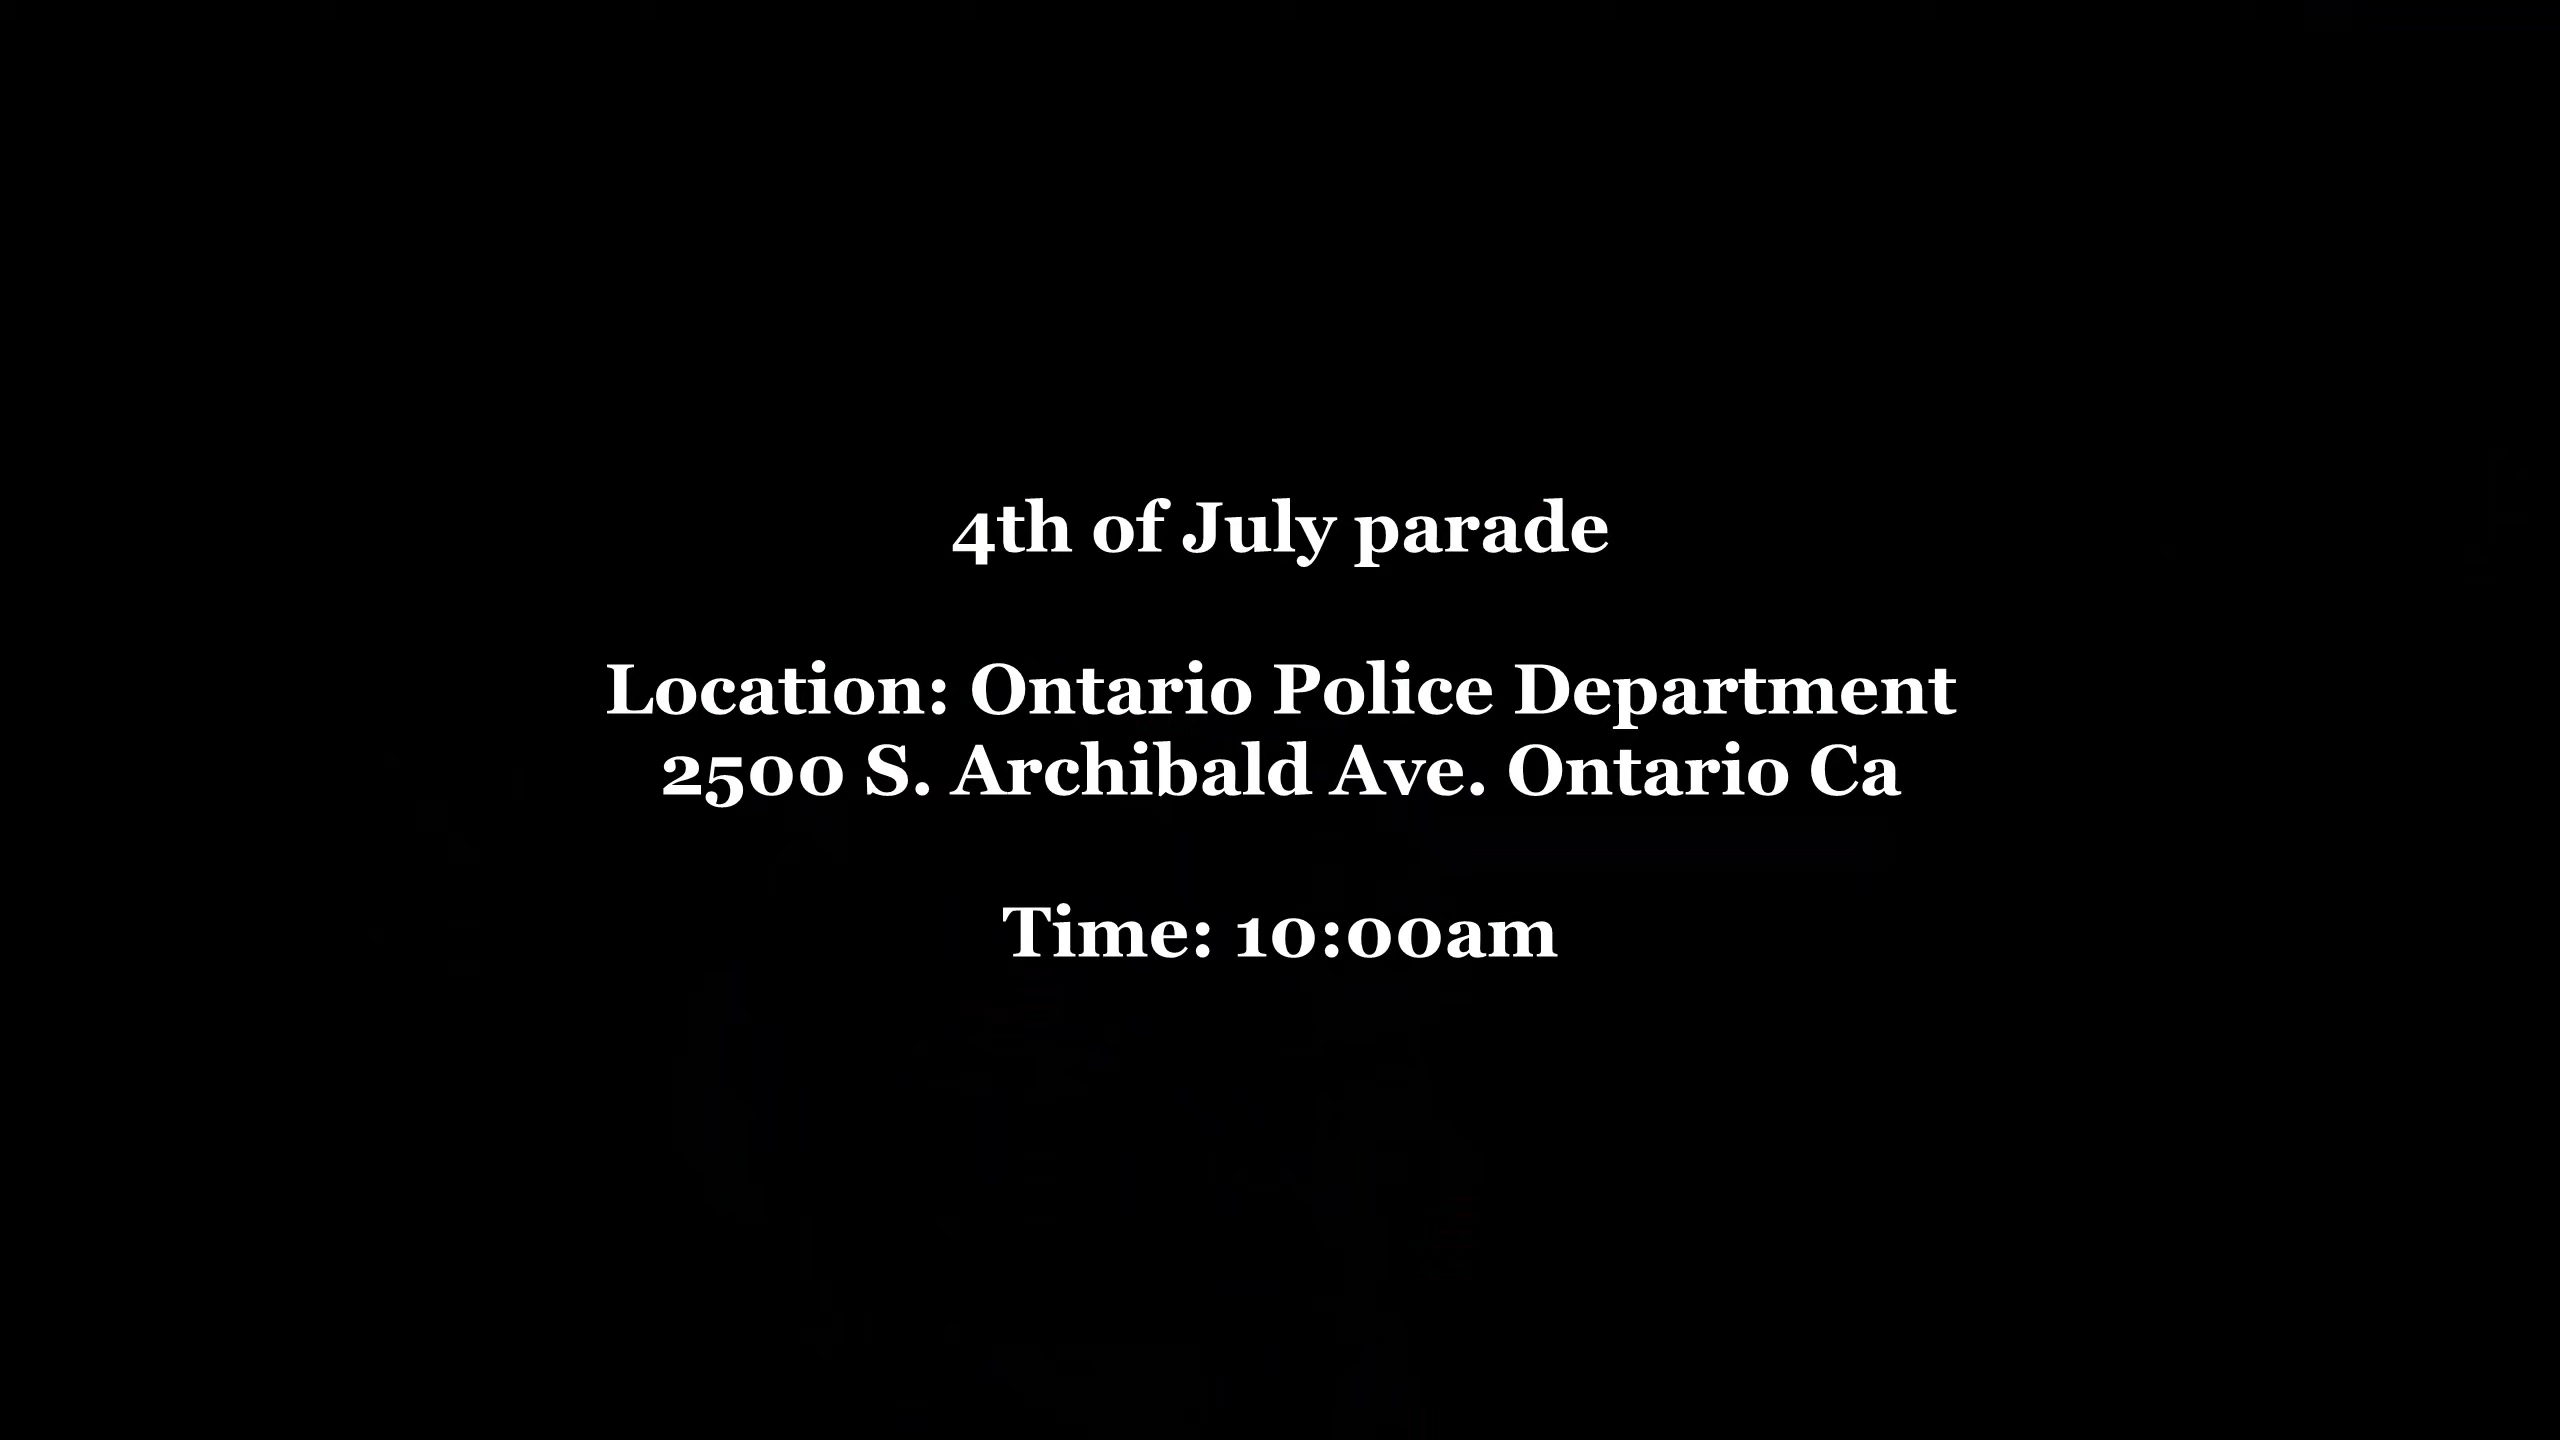 4th of July parade
Location: Ontario Police Department
2500 S. Archibald Ave. Ontario Ca
Time: 10:00am